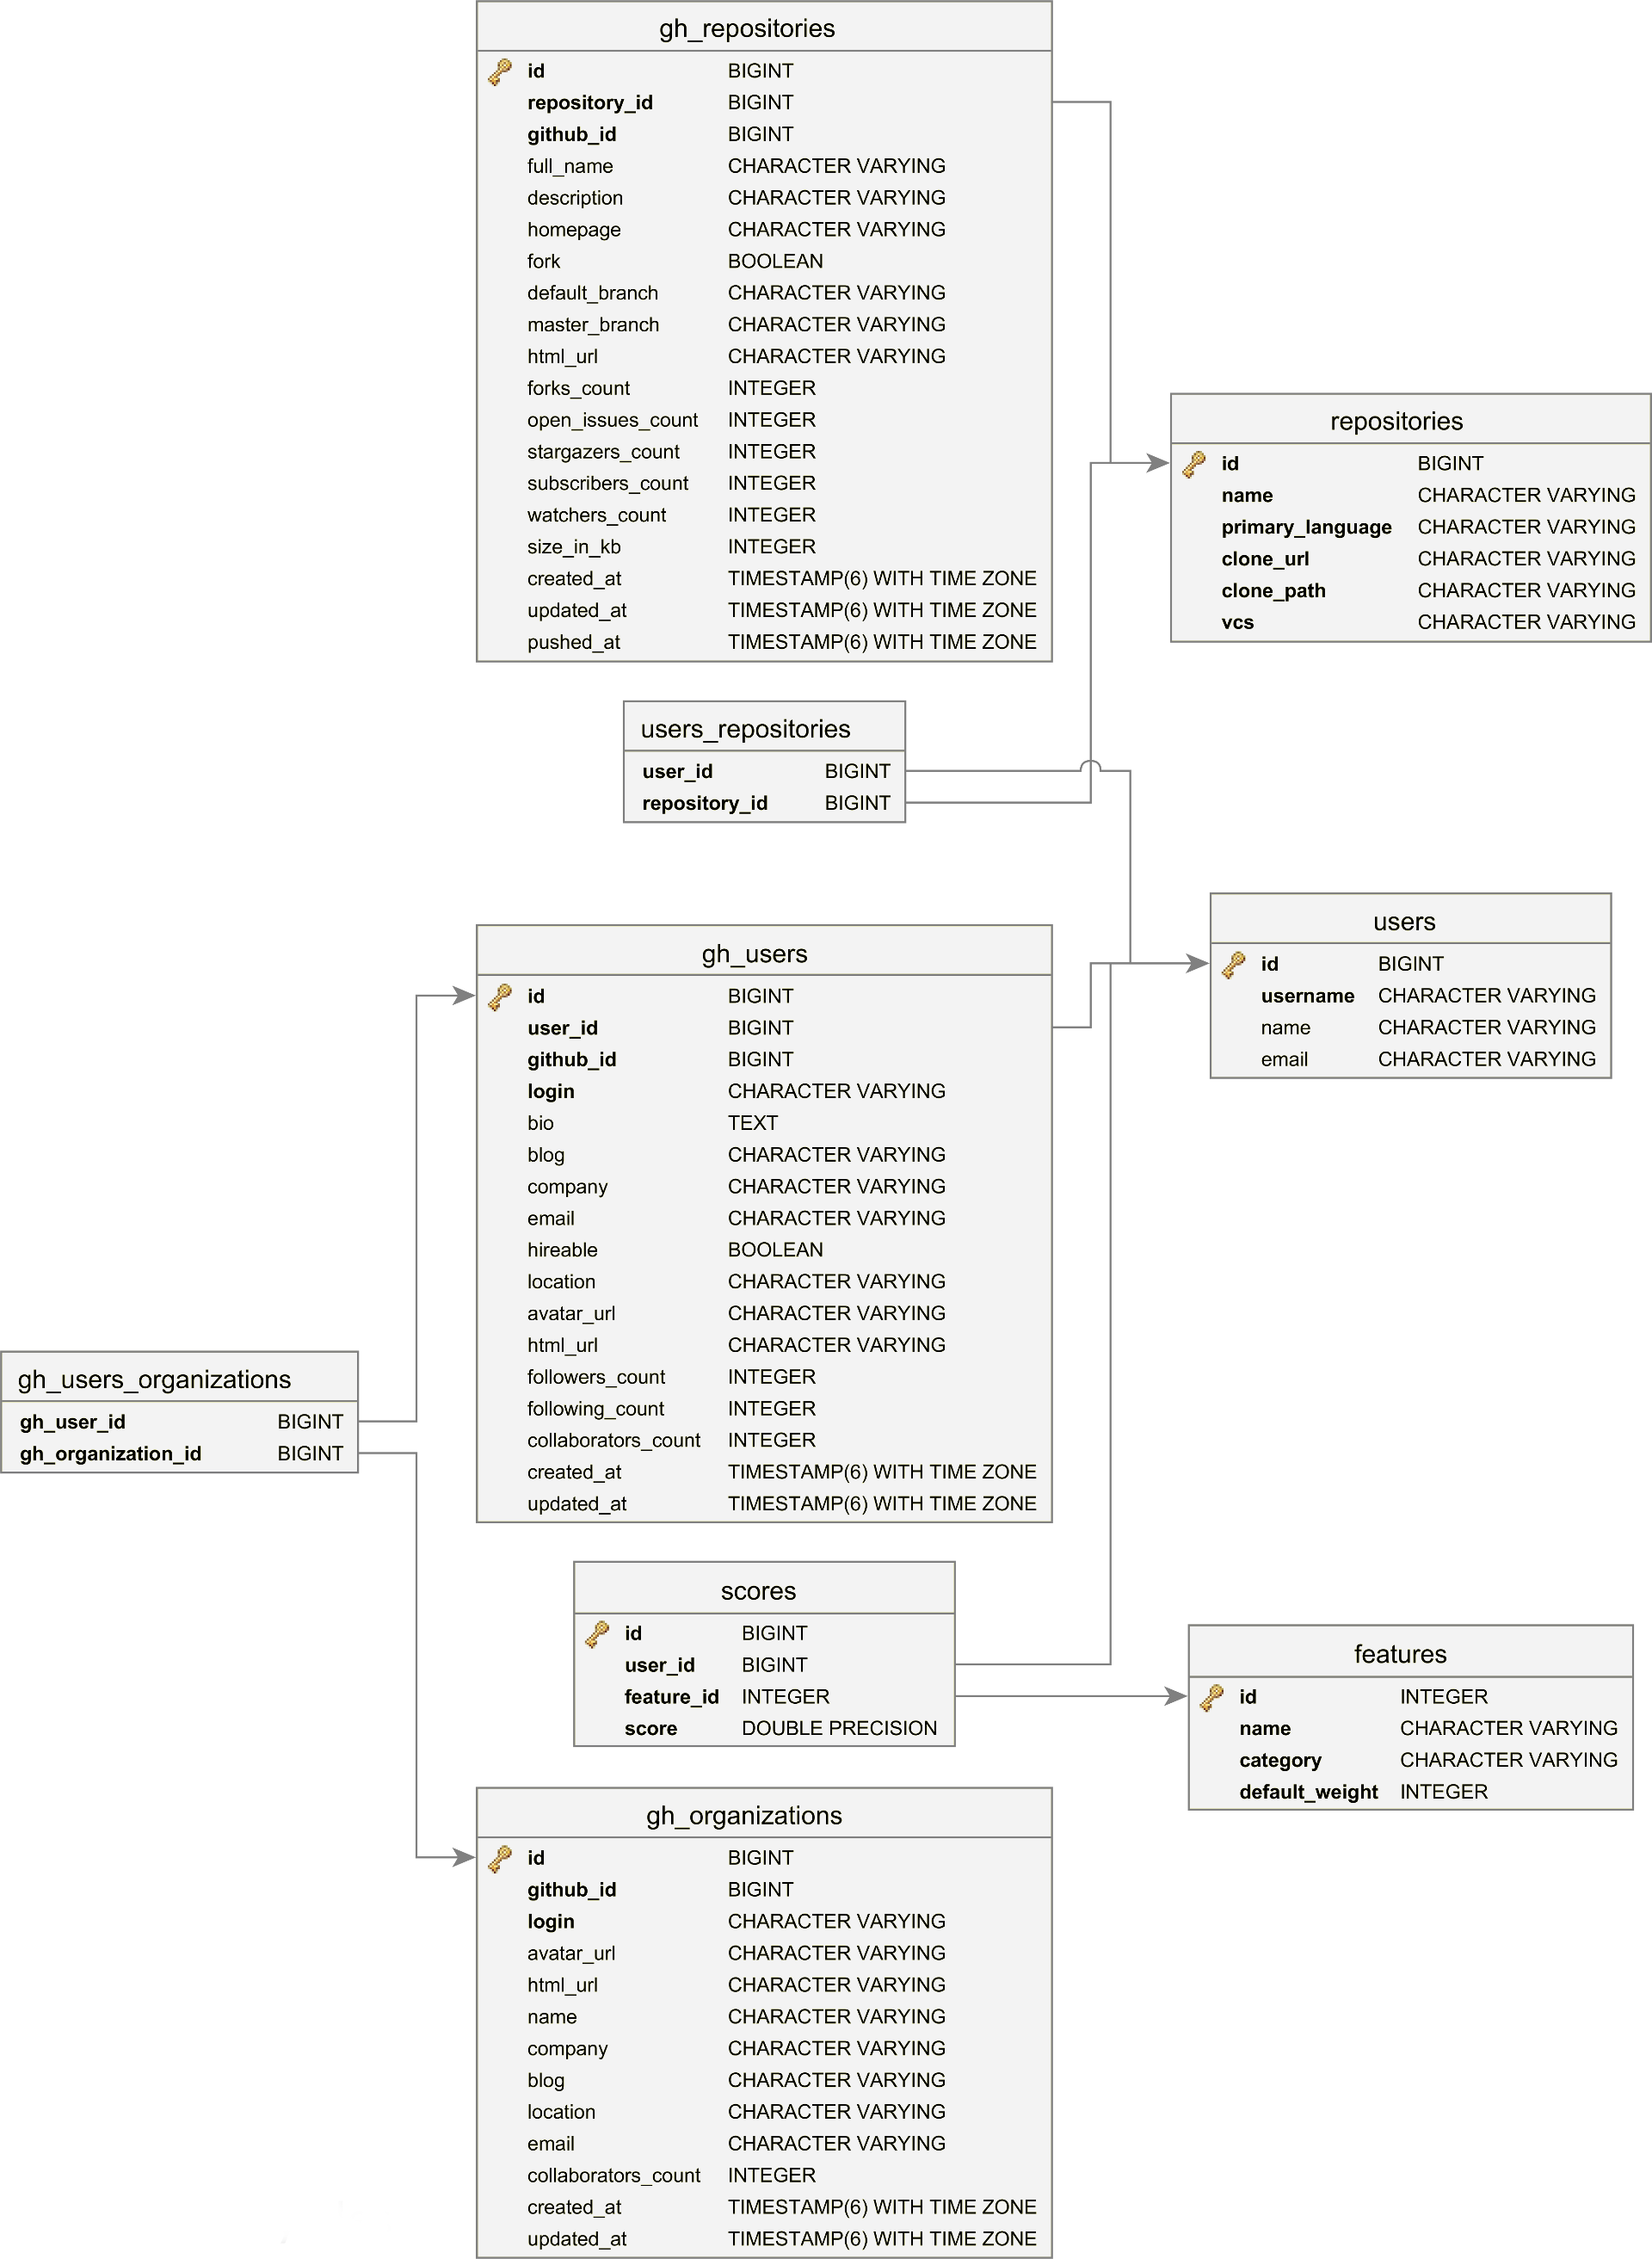 gh_repositories
id BIGINT
repository_id BIGINT
github_id BIGINT
full_name CHARACTER VARYING
description CHARACTER VARYING
homepage CHARACTER VARYING
fork BOOLEAN
default_branch CHARACTER VARYING
master_branch CHARACTER VARYING
html_url CHARACTER VARYING
forks_count INTEGER
open_issues_count INTEGER
stargazers_count INTEGER
subscribers_count INTEGER
watchers_count INTEGER
size_in_kb INTEGER
created_at TIMESTAMP(6) WITH TIME ZONE
updated_at TIMESTAMP(6) WITH TIME ZONE
pushed_at TIMESTAMP(6) WITH TIME ZONE
repositories
id BIGINT
name CHARACTER VARYING
primary_language CHARACTER VARYING
clone_url CHARACTER VARYING
clone_path CHARACTER VARYING
vcs CHARACTER VARYING
users_repositories
user_id BIGINT
repository_id BIGINT
users
id BIGINT
username CHARACTER VARYING
name CHARACTER VARYING
email CHARACTER VARYING
gh_users
id BIGINT
user_id BIGINT
github_id BIGINT
login CHARACTER VARYING
bio TEXT
blog CHARACTER VARYING
company CHARACTER VARYING
email CHARACTER VARYING
hireable BOOLEAN
location CHARACTER VARYING
avatar_url CHARACTER VARYING
html_url CHARACTER VARYING
followers_count INTEGER
following_count INTEGER
collaborators_count INTEGER
created_at TIMESTAMP(6) WITH TIME ZONE
updated_at TIMESTAMP(6) WITH TIME ZONE
gh_users_organizations
gh_user_id BIGINT
gh_organization_id BIGINT
scores
id BIGINT
user_id BIGINT
feature_id INTEGER
score DOUBLE PRECISION
features
id INTEGER
name CHARACTER VARYING
category CHARACTER VARYING
default_weight INTEGER
gh_organizations
id BIGINT
github_id BIGINT
login CHARACTER VARYING
avatar_url CHARACTER VARYING
html_url CHARACTER VARYING
name CHARACTER VARYING
company CHARACTER VARYING
blog CHARACTER VARYING
location CHARACTER VARYING
email CHARACTER VARYING
collaborators_count INTEGER
created_at TIMESTAMP(6) WITH TIME ZONE
updated_at TIMESTAMP(6) WITH TIME ZONE